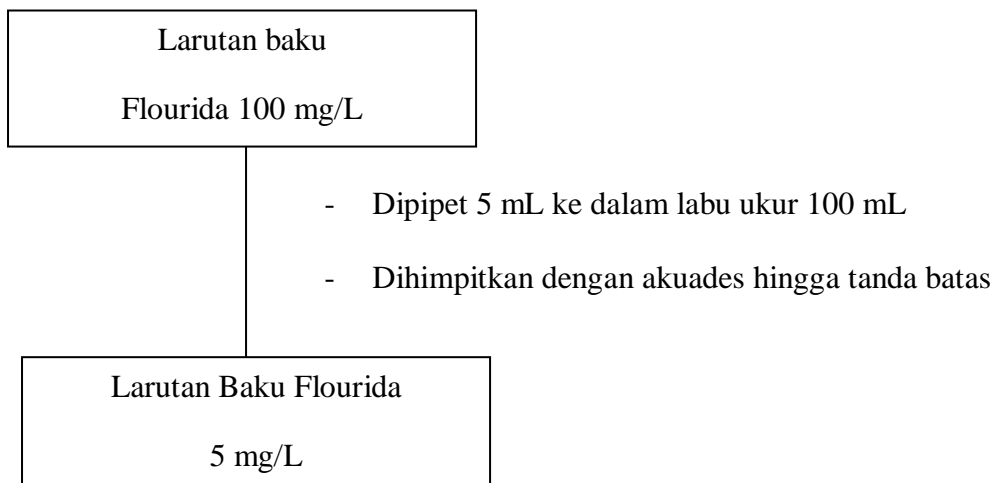 Larutan baku
Flourida 100 mg/L
- Dipipet 5 mL ke dalam labu ukur 100 mL
- Dihimpitkan dengan akuades hingga tanda batas
Larutan Baku Flourida
5 mg/L